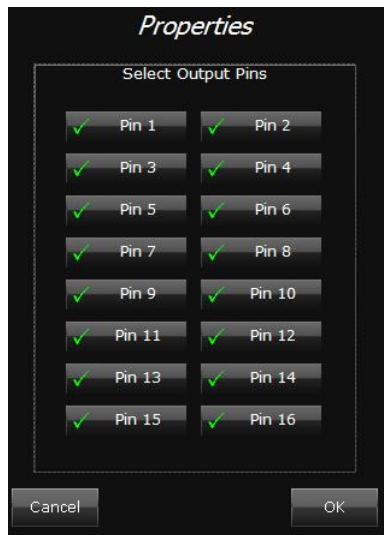 Properties
Select Output Pins
Pin 1 Pin 2
Pin 3 Pin 4
Pin 5 Pin 6
Pin 7 Pin 8
Pin 9 Pin 10
Pin 11 Pin 12
Pin 13 Pin 14
Pin 15 Pin 16
Cancel OK